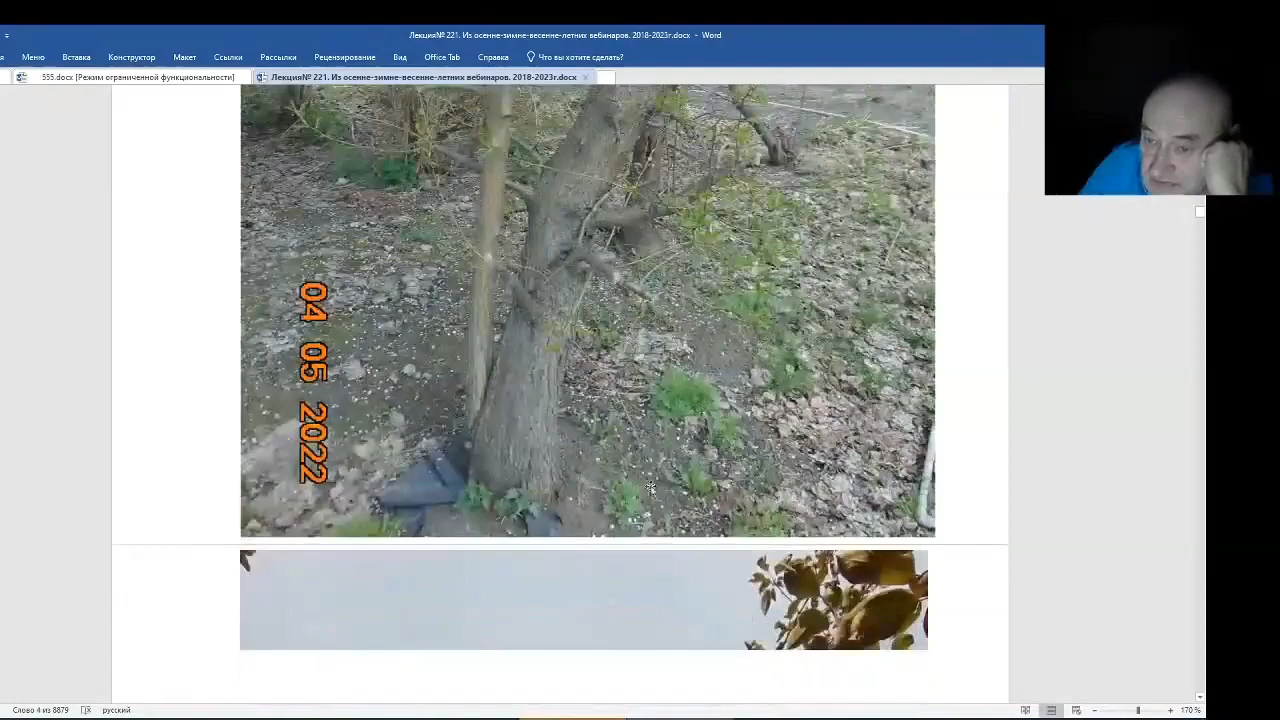 Лекция№ 221. Из осенне-зимне-весенне-летних вебинаров. 2018-2023г.docx - Word
Меню Вставка Конструктор Макет Ссылки Рассылки Рецензирование Вид Office Tab Справка Что вы хотите сделать?
555.docx [Режим ограниченной функциональности] Лекция№ 221. Из осенне-зимне-весенне-летних вебинаров. 2018-2023г.docx
04 05 2022
Слово 4 из 8879 русский 170 %